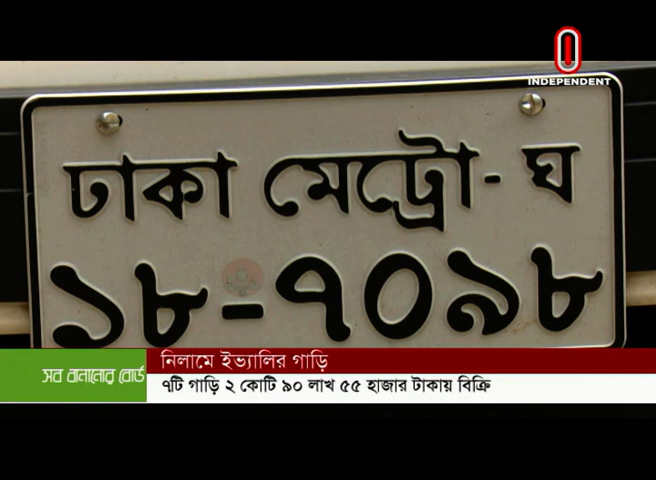 INDEPENDENT
ঢাকা মেট্রো-ঘ
১৮-৭০৯৮
সব বানানোর বোর্ড
নিলামে ইভ্যালির গাড়ি
৭টি গাড়ি ২ কোটি ৯০ লাখ ৫৫ হাজার টাকায় বিক্রি